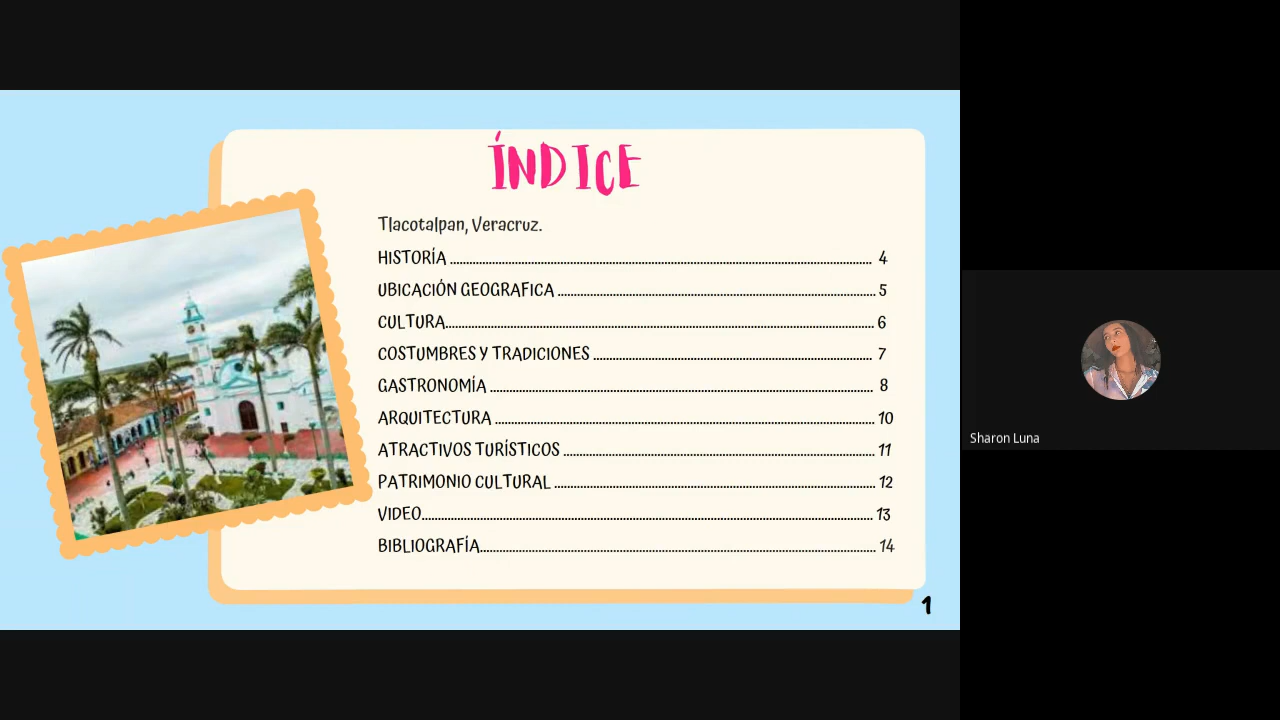 ÍNDICE
Tlacotalpan, Veracruz.
HISTORÍA ........ 4
UBICACIÓN GEOGRAFICA ........ 5
CULTURA........ 6
COSTUMBRES Y TRADICIONES ........ 7
GASTRONOMÍA ........ 8
ARQUITECTURA ........ 10
ATRACTIVOS TURÍSTICOS ........ 11
PATRIMONIO CULTURAL ........ 12
VIDEO........ 13
BIBLIOGRAFÍA........ 14
1
Sharon Luna